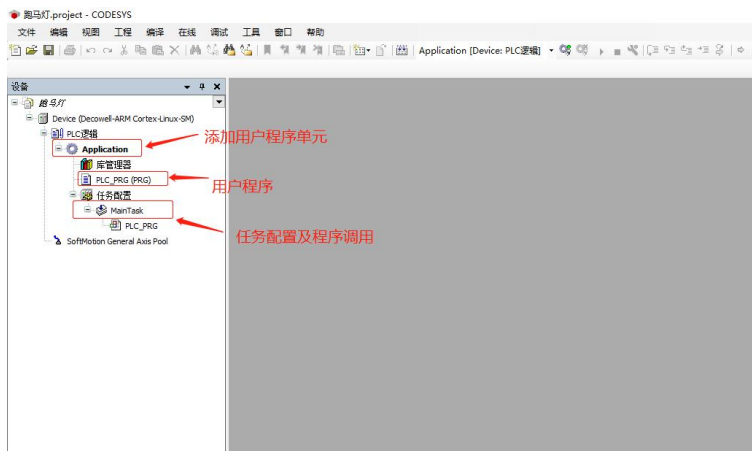 跑马灯.project - CODESYS
文件 编辑 视图 工程 编译 在线 调试 工具 窗口 帮助
Application [Device: PLC逻辑]
设备
跑马灯
Device (Decowell-ARM Cortex-Linux-SM)
PLC逻辑
添加用户程序单元
Application
库管理器
PLC_PRG (PRG)
用户程序
任务配置
MainTask
PLC_PRG
任务配置及程序调用
SoftMotion General Axis Pool